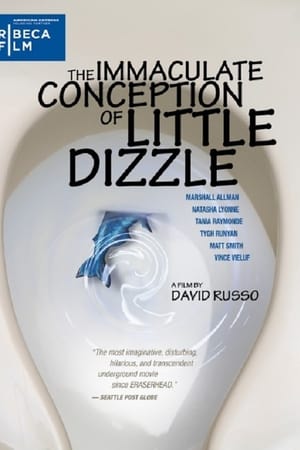 AMERICAN EXPRESS
RIBECA
FILM
THE IMMACULATE
CONCEPTION
OF LITTLE
DIZZLE
MARSHALL ALLMAN
NATASHA LYONNE
TANIA RAYMONDE
TYGH RUNYAN
MATT SMITH
VINCE VIELUF
A FILM BY
DAVID RUSSO
"The most imaginative, disturbing,
hilarious, and transcendent
underground movie
since ERASERHEAD."
— SEATTLE POST GLOBE